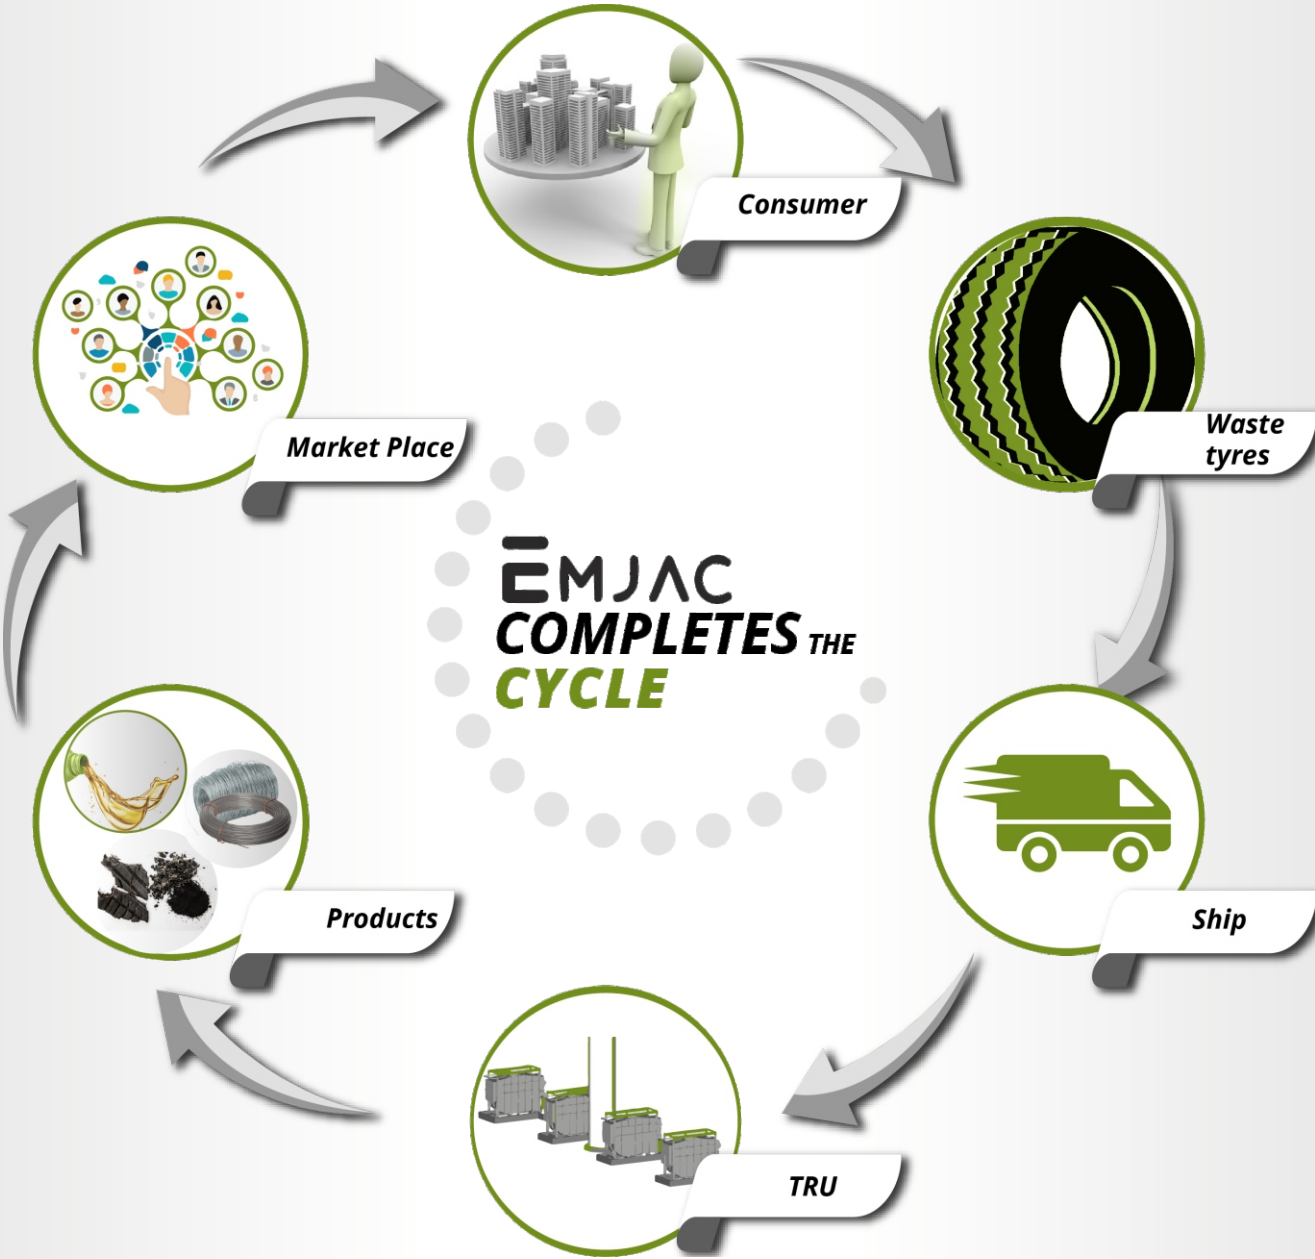 Consumer
Waste
tyres
Market Place
EMJAC
COMPLETES THE
CYCLE
Products
Ship
TRU